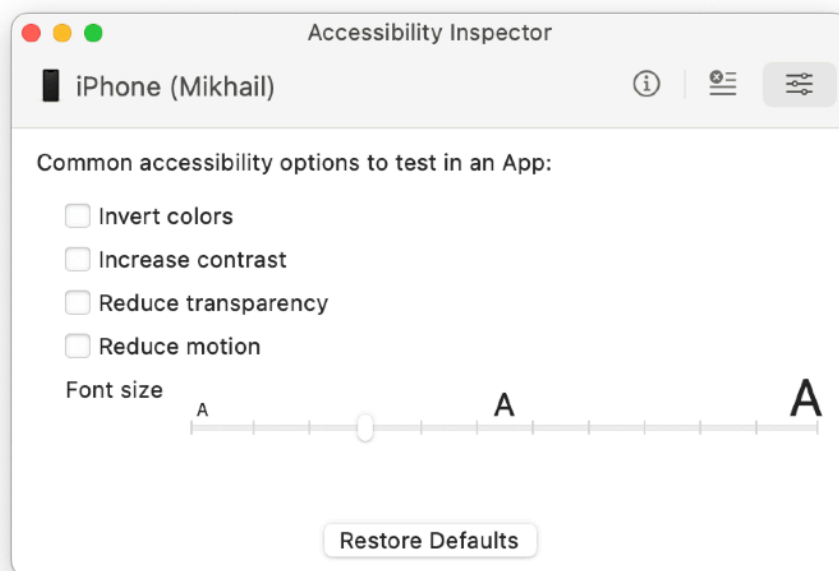 Accessibility Inspector
iPhone (Mikhail)
Common accessibility options to test in an App:
Invert colors
Increase contrast
Reduce transparency
Reduce motion
Font size
A A A
Restore Defaults